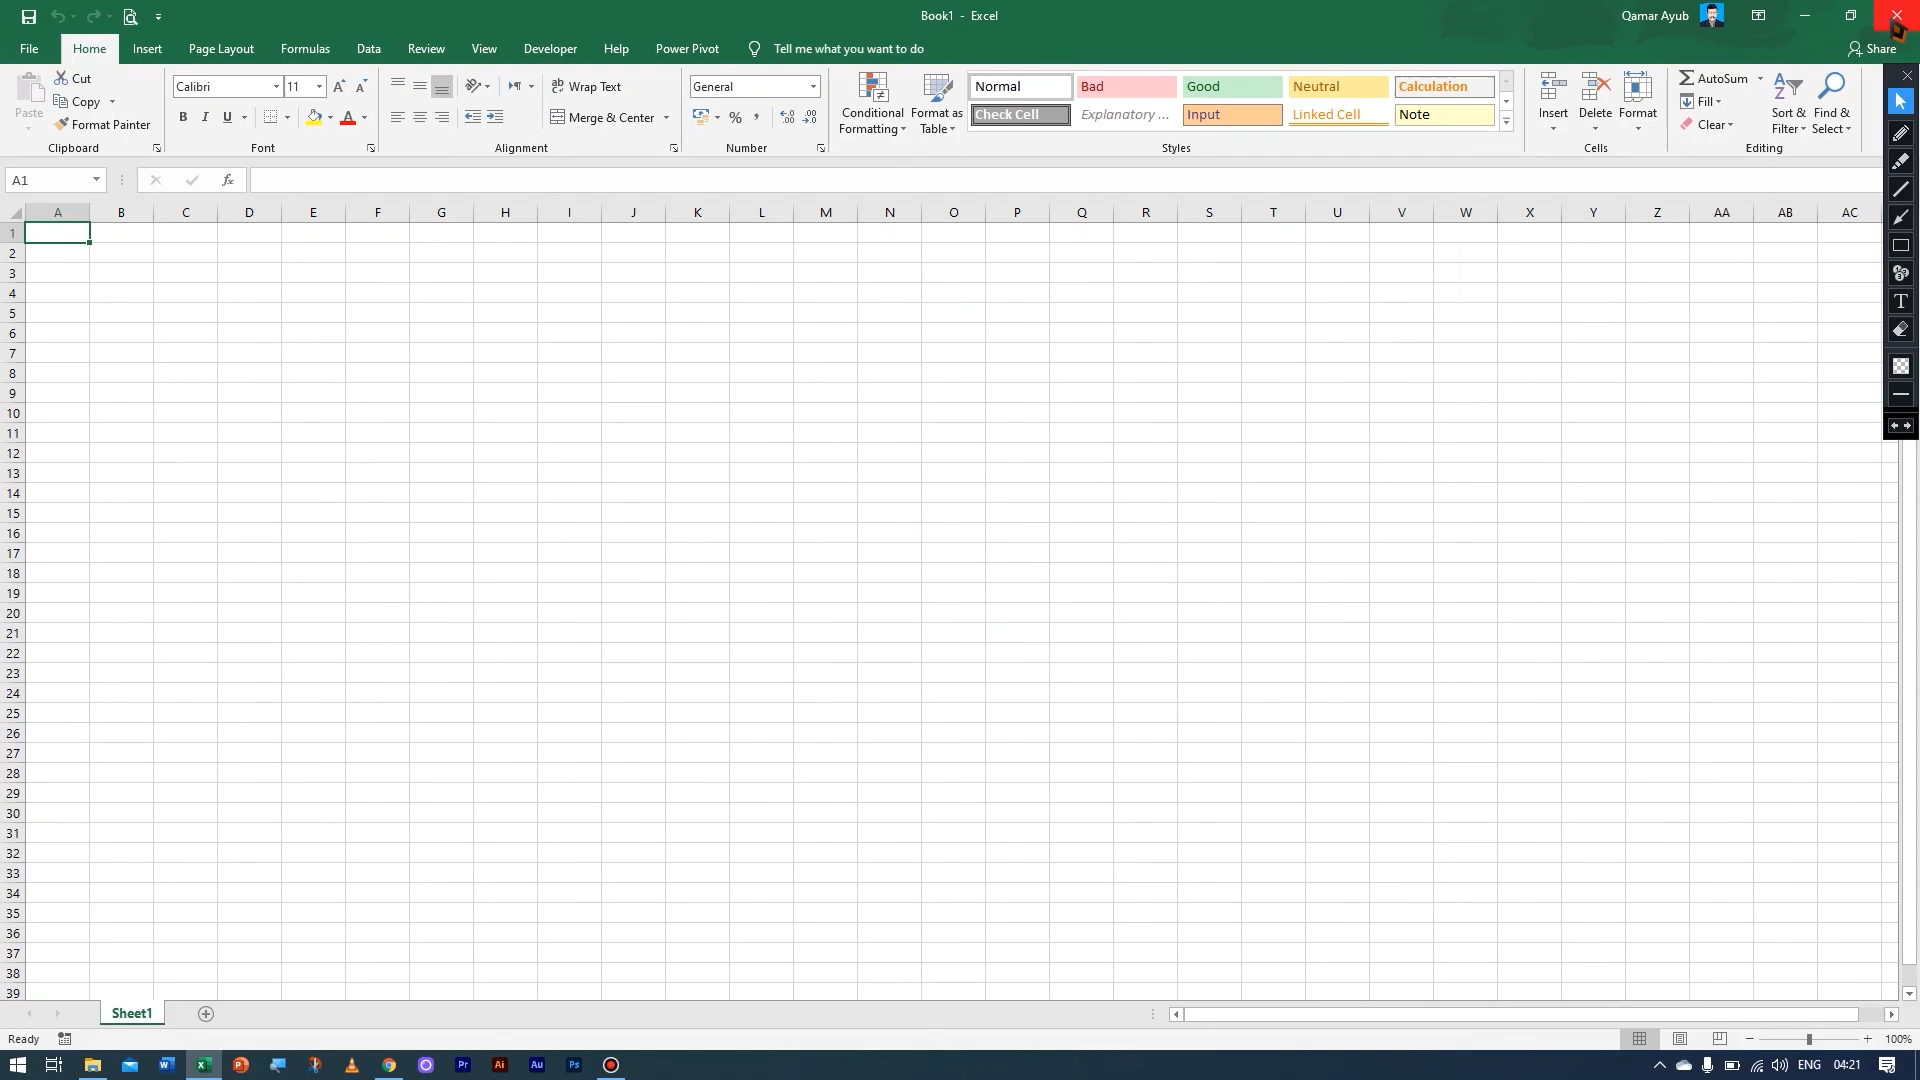 Book1 - Excel
Qamar Ayub
File Home Insert Page Layout Formulas Data Review View Developer Help Power Pivot Tell me what you want to do Share
Paste
Cut
Copy
Format Painter
Clipboard
Calibri 11
B I U A
Font
Wrap Text
Merge & Center
Alignment
General
% ,
Number
Conditional Formatting
Format as Table
Normal Bad Good Neutral Calculation
Check Cell Explanatory ... Input Linked Cell Note
Styles
Insert Delete Format
Cells
AutoSum
Fill
Clear
Sort & Filter
Find & Select
Editing
A1 fx
A B C D E F G H I J K L M N O P Q R S T U V W X Y Z AA AB AC
1
2
3
4
5
6
7
8
9
10
11
12
13
14
15
16
17
18
19
20
21
22
23
24
25
26
27
28
29
30
31
32
33
34
35
36
37
38
39
Sheet1
Ready 100%
ENG 04:21